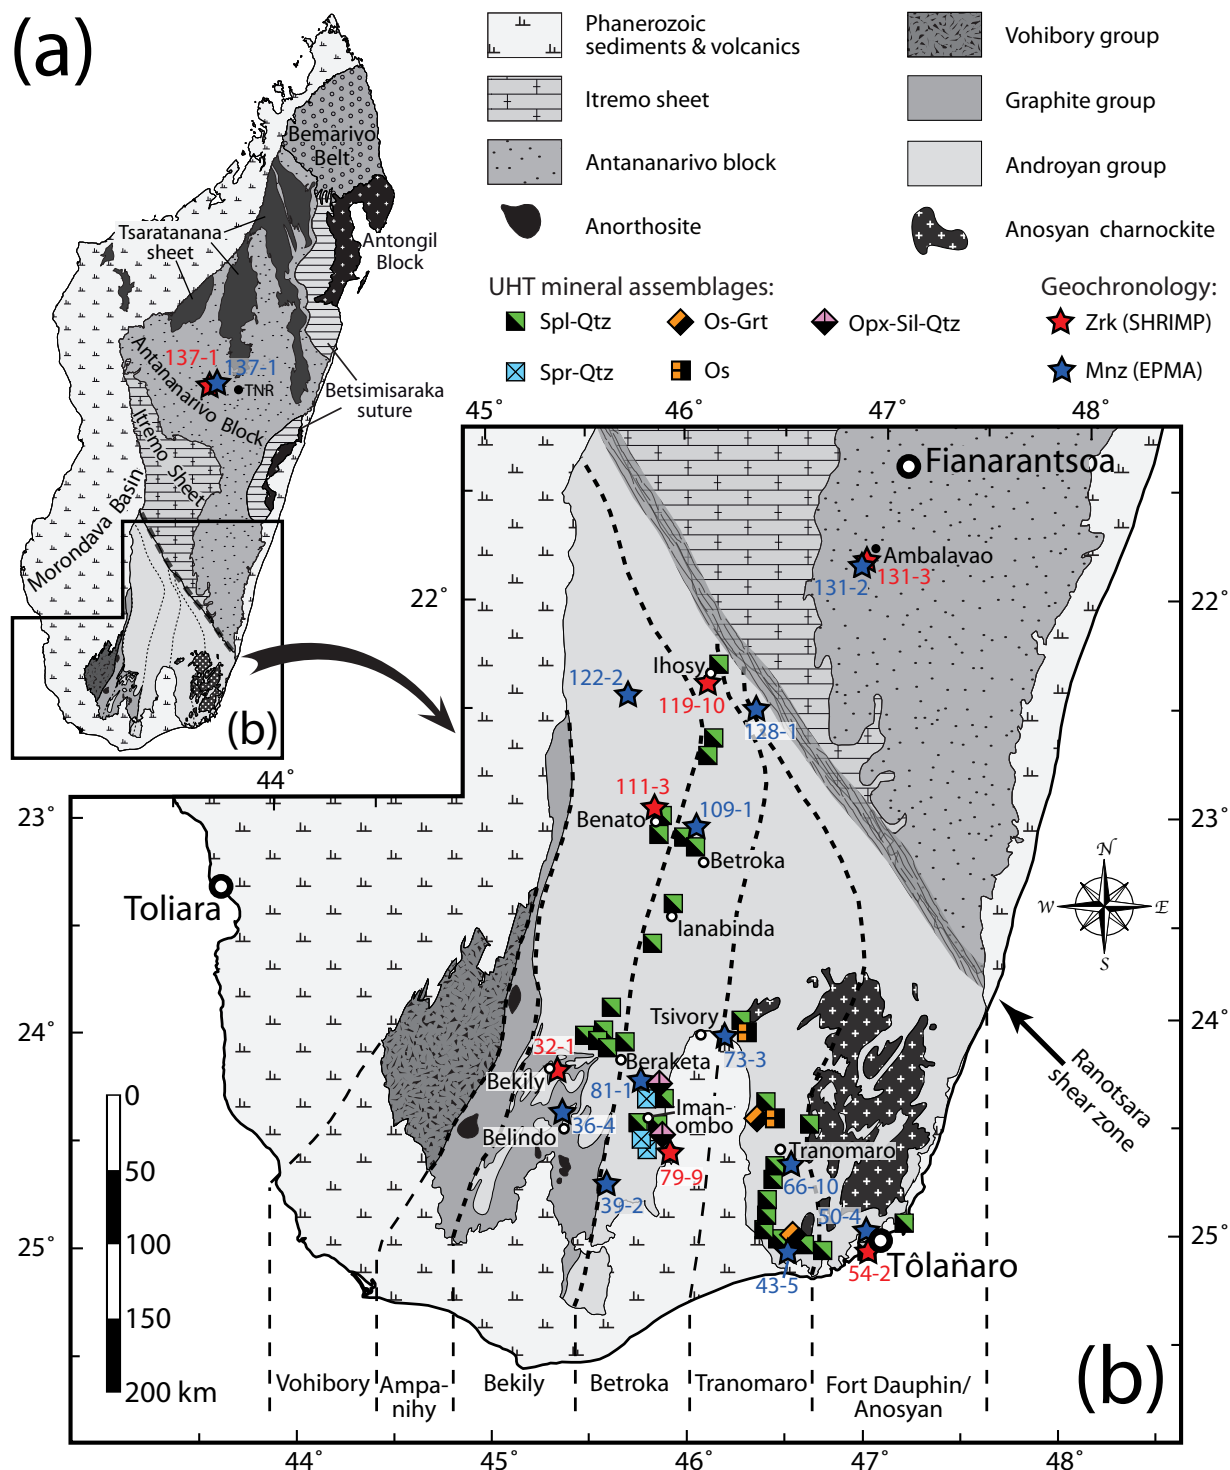 (a)
Phanerozoic
sediments & volcanics
Itremo sheet
Antananarivo block
Anorthosite
Vohibory group
Graphite group
Androyan group
Anosyan charnockite
UHT mineral assemblages:
Spl-Qtz
Os-Grt
Opx-Sil-Qtz
Spr-Qtz
Os
Geochronology:
Zrk (SHRIMP)
Mnz (EPMA)
Bemarivo
Belt
Tsaratanana
sheet
Antongil
Block
137-1
137-1
TNR
Antananarivo Block
Betsimisaraka
suture
Itremo Sheet
Morondava Basin
(b)
45°
46°
47°
48°
Fianarantsoa
Ambalavao
131-2
131-3
22°
22°
Ihosy
122-2
119-10
128-1
44°
23°
23°
111-3
109-1
Benato
Betroka
Toliara
Ianabinda
N
W
E
S
24°
24°
Tsivory
32-1
Beraketa
73-3
Bekily
81-1
Iman-
ombo
36-4
Belindo
Tranomaro
79-9
66-10
39-2
50-4
25°
25°
Tôlan̈aro
54-2
43-5
Ranotsara
shear zone
0
50
100
150
200 km
Vohibory
Ampa-
nihy
Bekily
Betroka
Tranomaro
Fort Dauphin/
Anosyan
(b)
44°
45°
46°
47°
48°